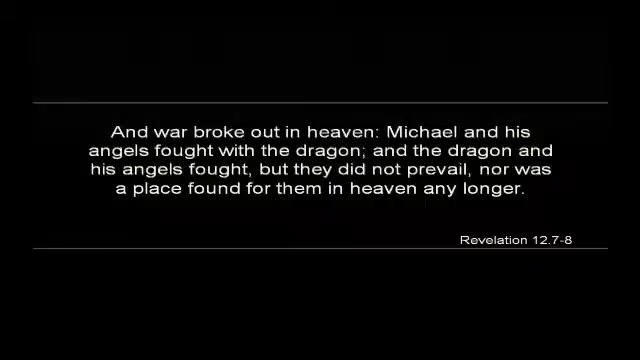 And war broke out in heaven: Michael and his
angels fought with the dragon; and the dragon and
his angels fought, but they did not prevail, nor was
a place found for them in heaven any longer.
Revelation 12.7-8